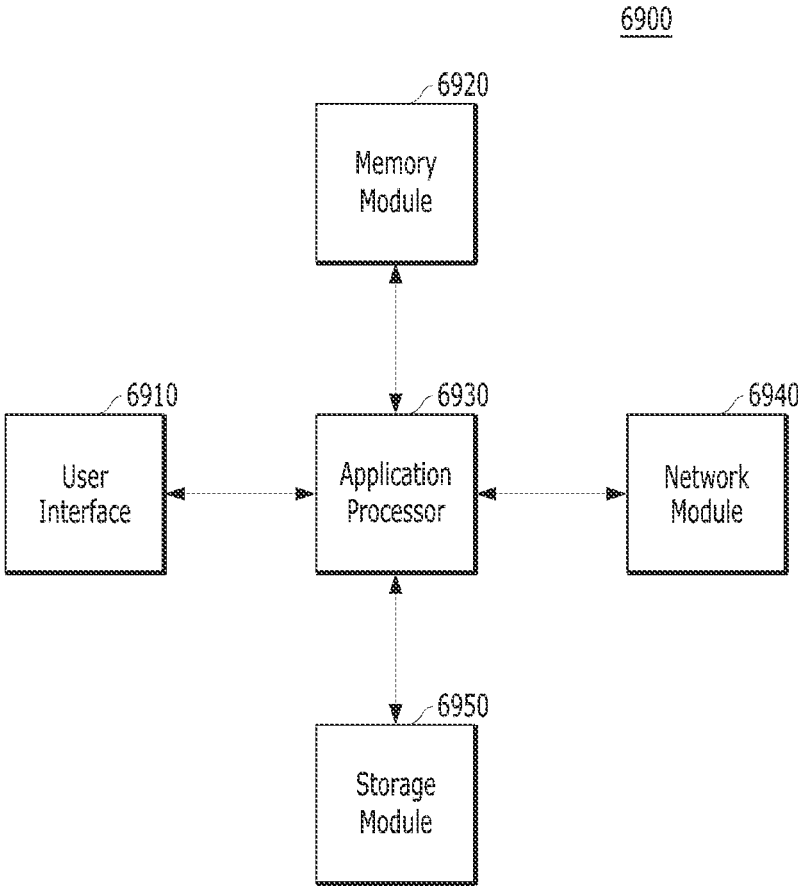 6900
6920
Memory
Module
6910
User
Interface
6930
Application
Processor
6940
Network
Module
6950
Storage
Module